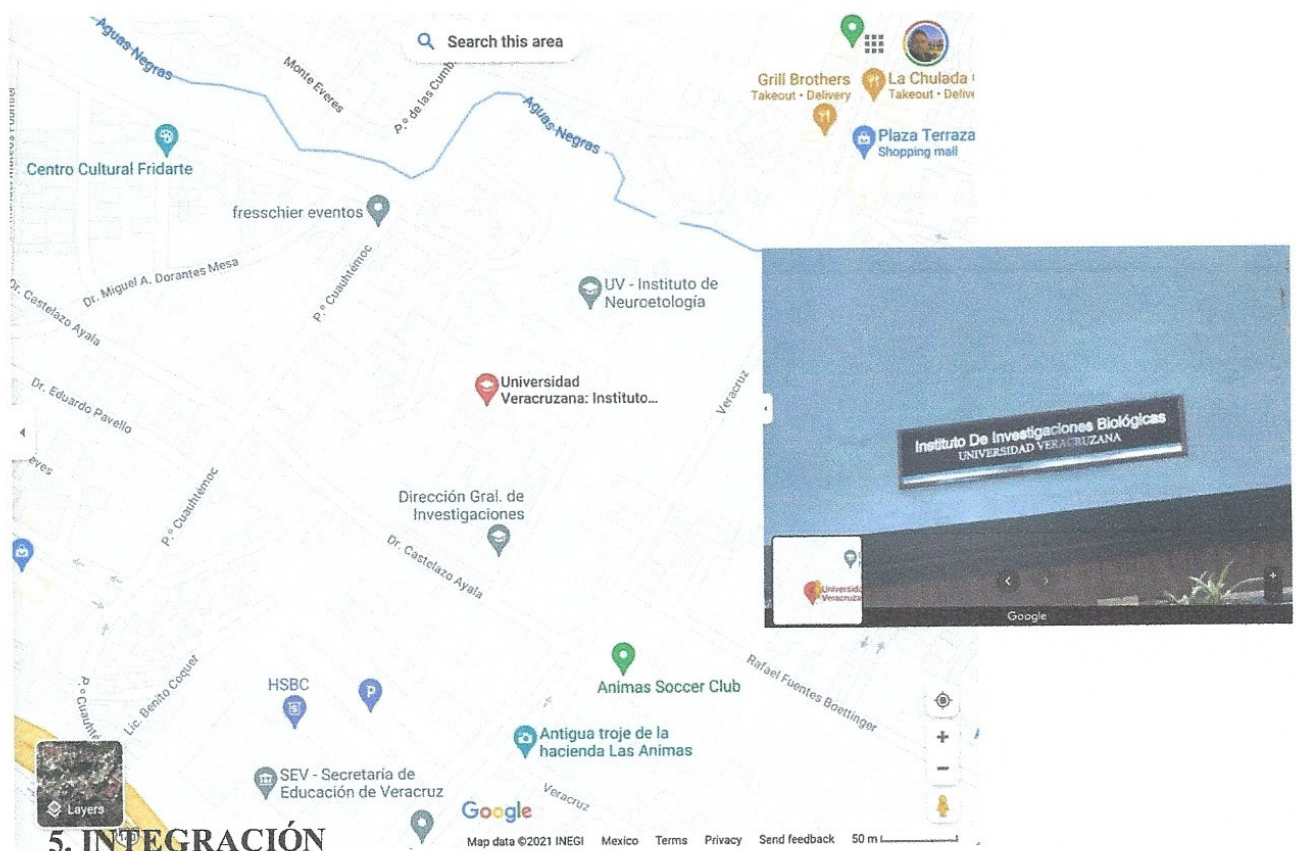 Aguas Negras
Search this area
Monte Everes
P.º de las Cumb
Grill Brothers
Takeout • Delivery
La Chulada
Takeout • Delive
Aguas Negras
Plaza Terraza
Shopping mall
Centro Cultural Fridarte
fresschier eventos
Dr. Miguel A. Dorantes Mesa
P.º Cuauhtémoc
UV - Instituto de
Neuroetología
Dr. Castelazo Ayala
Universidad
Veracruzana: Instituto...
Veracruz
Dr. Eduardo Pavello
Instituto De Investigaciones Biológicas
UNIVERSIDAD VERACRUZANA
eves
P.º Cuauhtémoc
Dirección Gral. de
Investigaciones
Dr. Castelazo Ayala
Universida
Veracruza
Google
Rafael Fuentes Boettinger
Animas Soccer Club
HSBC
P
P.º Cuauhté
Lic. Benito Coquet
Antigua troje de la
hacienda Las Animas
SEV - Secretaría de
Educación de Veracruz
Veracruz
Layers
Google
Map data ©2021 INEGI Mexico Terms Privacy Send feedback 50 m
5. INTEGRACIÓN